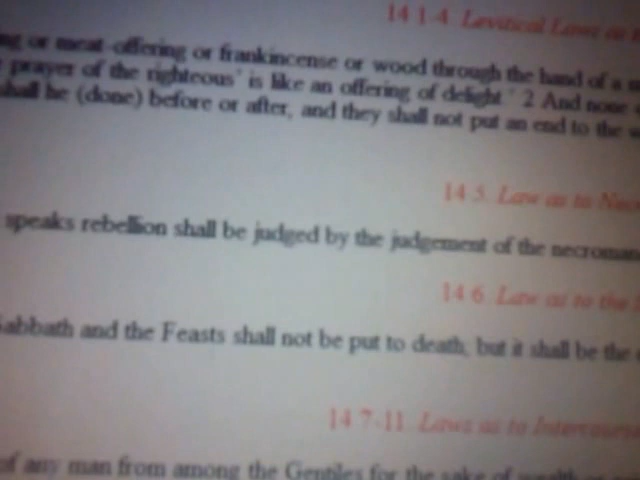 14 1-4. Levitical Laws as
or meat-offering or frankincense or wood through the hand of a
prayer of the righteous' is like an offering of delight.' 2 And none
shall he (done) before or after, and they shall not put an end to the
14 5. Law as to
speaks rebellion shall be judged by the judgement of the
14 6. Law as to the
and the Feasts shall not be put to death; but it shall be the
14 7-11. Laws as to
of any man from among the Gentiles for the sake of